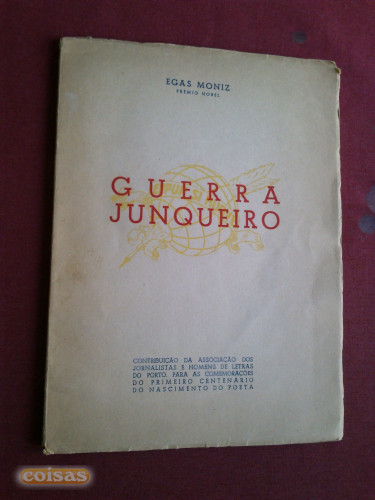 EGAS MONIZ
PRÉMIO NOBEL
GUERRA
JUNQUEIRO
CONTRIBUIÇÃO DA ASSOCIAÇÃO DOS
JORNALISTAS E HOMENS DE LETRAS
DO PORTO, PARA AS COMEMORAÇÕES
DO PRIMEIRO CENTENÁRIO
DO NASCIMENTO DO POETA
coisas